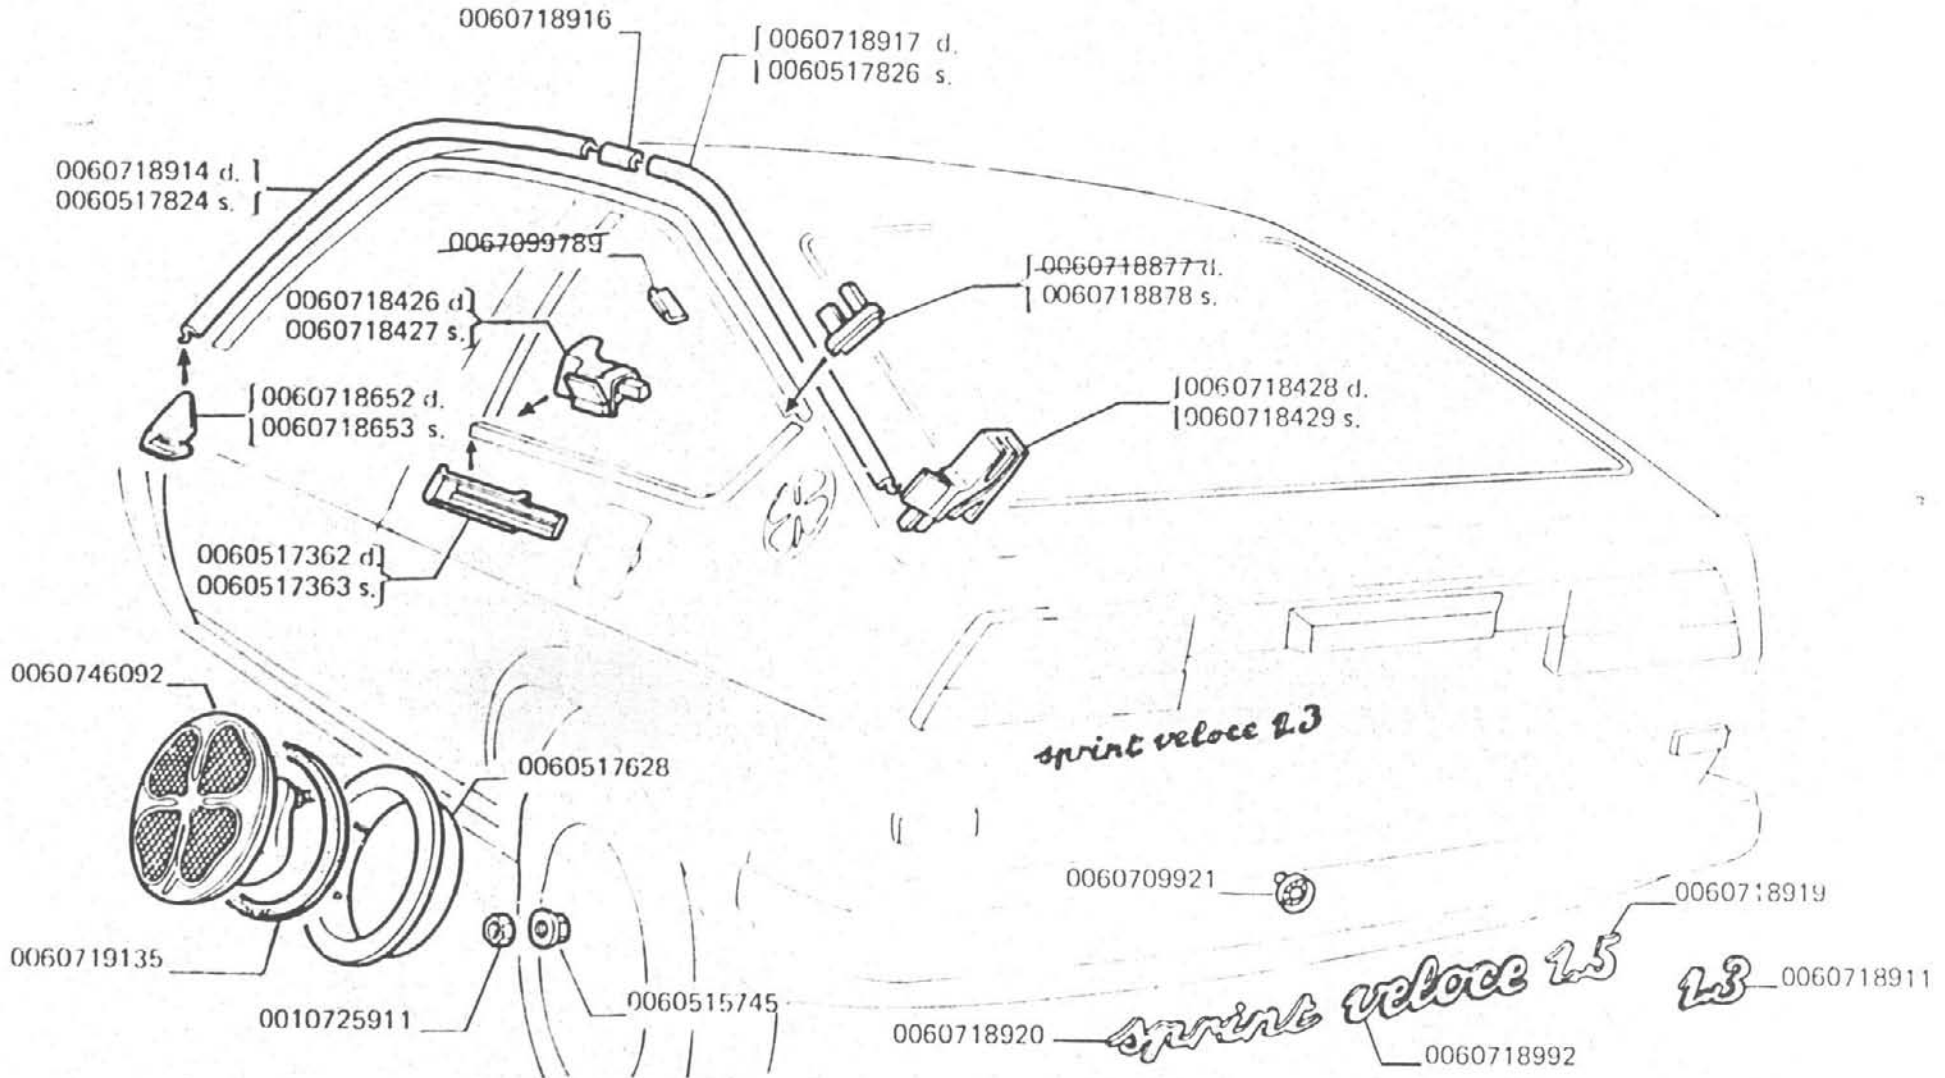 0060718916
0060718917 d.
0060517826 s.
0060718914 d.
0060517824 s.
0067099789
0060718877 d.
0060718878 s.
0060718426 d
0060718427 s.
0060718428 d.
0060718429 s.
0060718652 d.
0060718653 s.
0060517362 d
0060517363 s.
0060746092
sprint veloce 1.3
0060517628
0060709921
0060718919
0060719135
veloce 1.5
1.3
0060718911
0060515745
0010725911
0060718920
sprint
0060718992